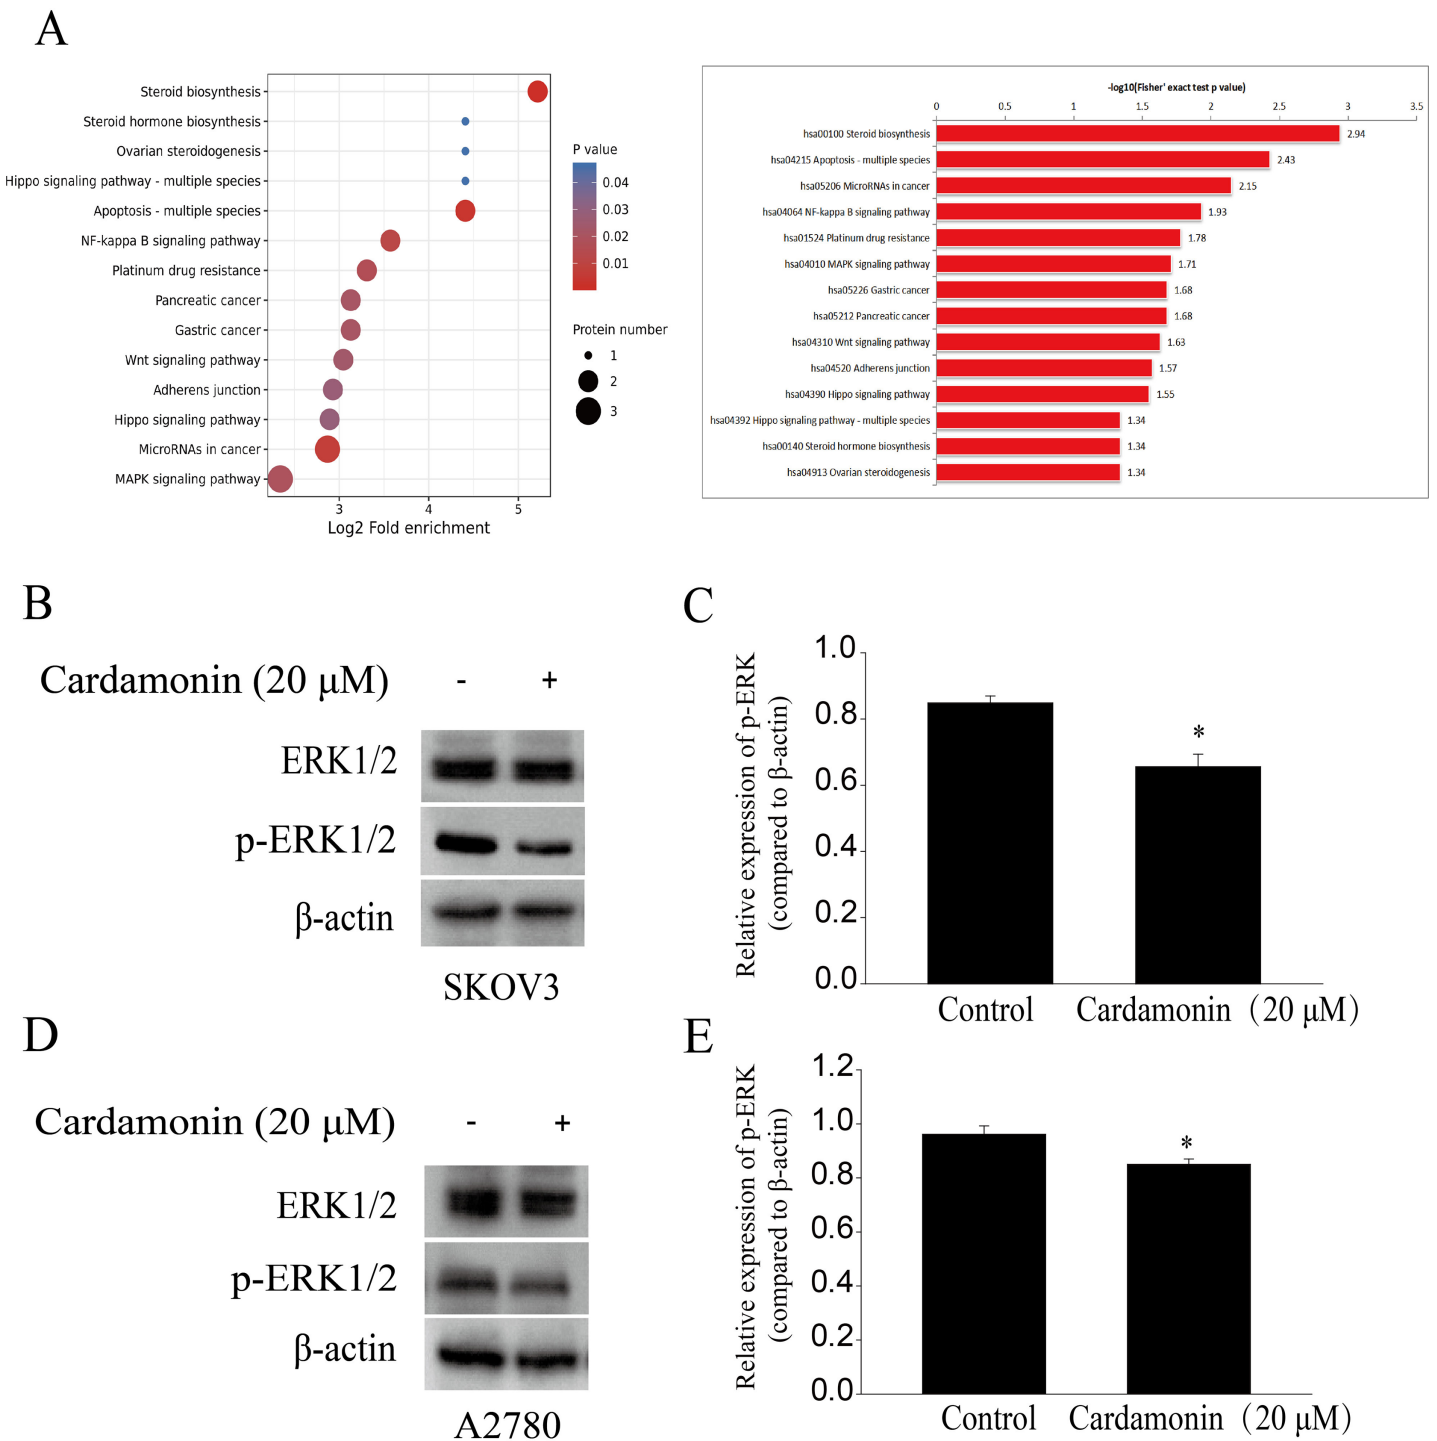 A
Steroid biosynthesis
Steroid hormone biosynthesis
Ovarian steroidogenesis
Hippo signaling pathway - multiple species
Apoptosis - multiple species
NF-kappa B signaling pathway
Platinum drug resistance
Pancreatic cancer
Gastric cancer
Wnt signaling pathway
Adherens junction
Hippo signaling pathway
MicroRNAs in cancer
MAPK signaling pathway
3 4 5
Log2 Fold enrichment
P value
0.04
0.03
0.02
0.01
Protein number
1
2
3
-log10(Fisher' exact test p value)
0 0.5 1 1.5 2 2.5 3 3.5
hsa00100 Steroid biosynthesis 2.94
hsa04215 Apoptosis - multiple species 2.43
hsa05206 MicroRNAs in cancer 2.15
hsa04064 NF-kappa B signaling pathway 1.93
hsa01524 Platinum drug resistance 1.78
hsa04010 MAPK signaling pathway 1.71
hsa05226 Gastric cancer 1.68
hsa05212 Pancreatic cancer 1.68
hsa04310 Wnt signaling pathway 1.63
hsa04520 Adherens junction 1.57
hsa04390 Hippo signaling pathway 1.55
hsa04392 Hippo signaling pathway - multiple species 1.34
hsa00140 Steroid hormone biosynthesis 1.34
hsa04913 Ovarian steroidogenesis 1.34
B
Cardamonin (20 μM) - +
ERK1/2
p-ERK1/2
β-actin
SKOV3
C
Relative expression of p-ERK
(compared to β-actin)
1.0
0.8
0.6
0.4
0.2
0.0
*
Control Cardamonin（20 μM）
D
Cardamonin (20 μM) - +
ERK1/2
p-ERK1/2
β-actin
A2780
E
Relative expression of p-ERK
(compared to β-actin)
1.2
1.0
0.8
0.6
0.4
0.2
0.0
*
Control Cardamonin（20 μM）